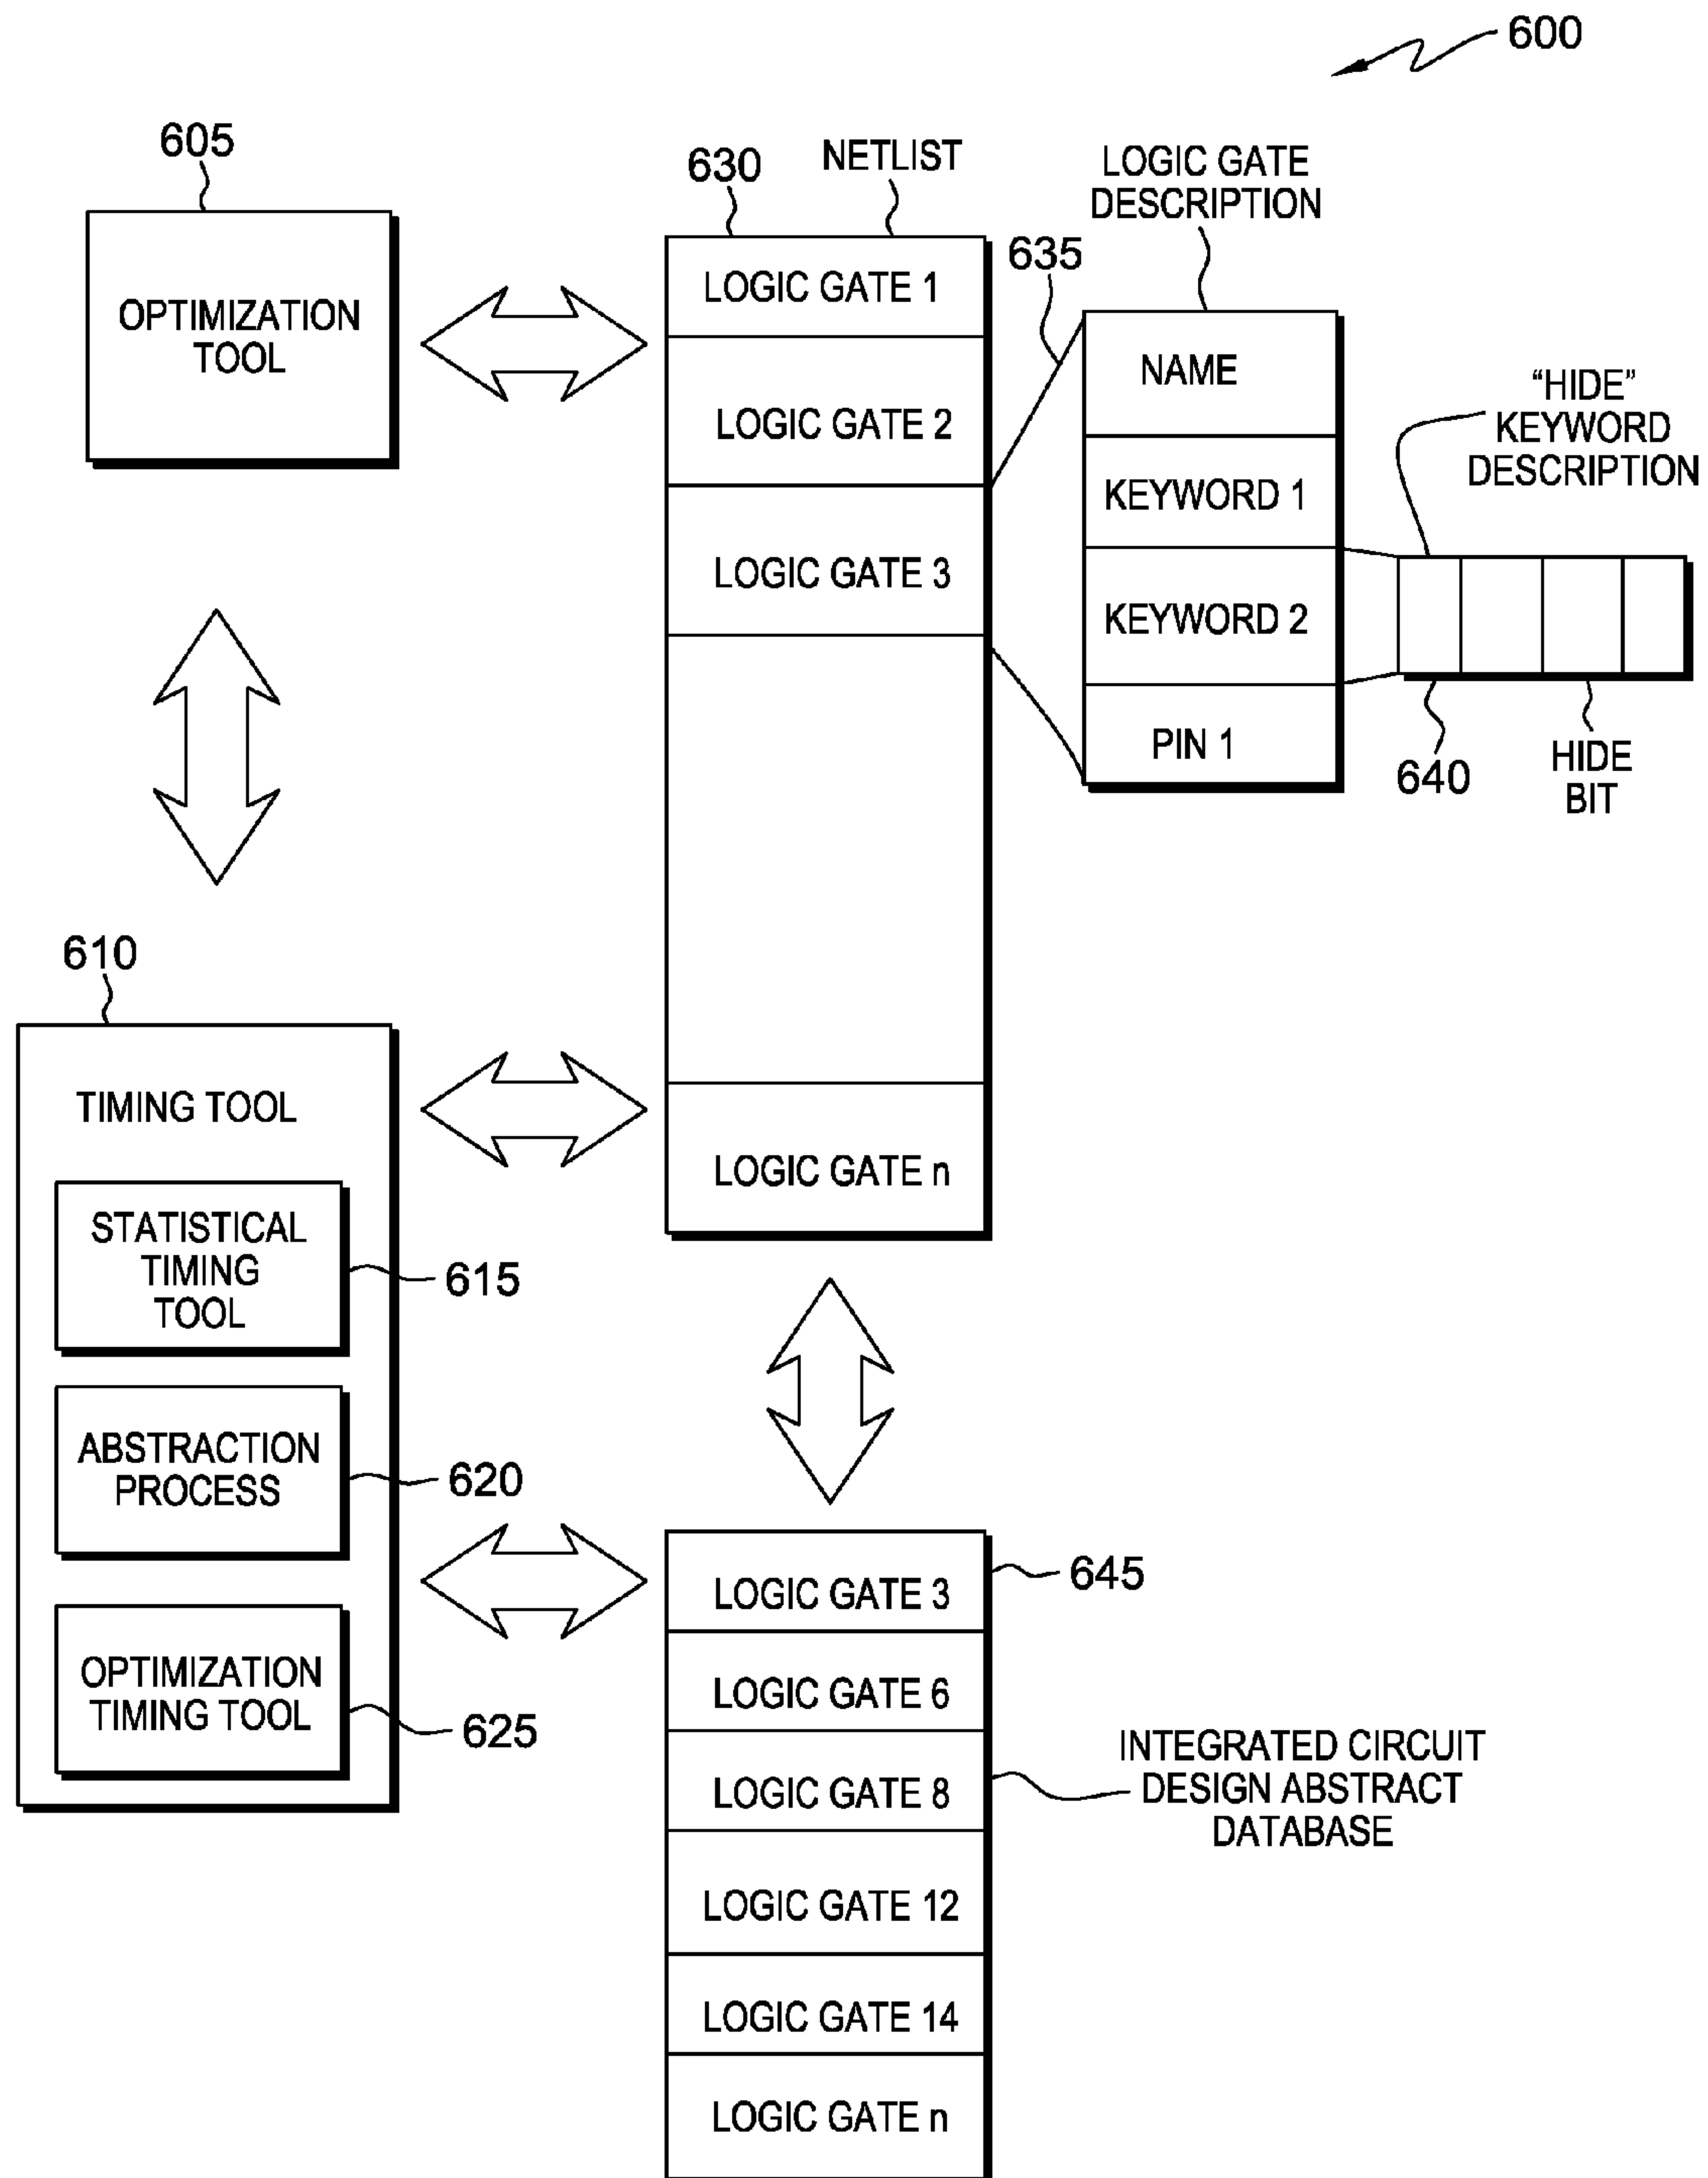 600
605
OPTIMIZATION
TOOL
630
NETLIST
LOGIC GATE 1
LOGIC GATE 2
LOGIC GATE 3
LOGIC GATE n
635
LOGIC GATE
DESCRIPTION
NAME
KEYWORD 1
KEYWORD 2
PIN 1
“HIDE”
KEYWORD
DESCRIPTION
640
HIDE
BIT
610
TIMING TOOL
STATISTICAL
TIMING
TOOL
615
ABSTRACTION
PROCESS
620
OPTIMIZATION
TIMING TOOL
625
LOGIC GATE 3
LOGIC GATE 6
LOGIC GATE 8
LOGIC GATE 12
LOGIC GATE 14
LOGIC GATE n
645
INTEGRATED CIRCUIT
DESIGN ABSTRACT
DATABASE